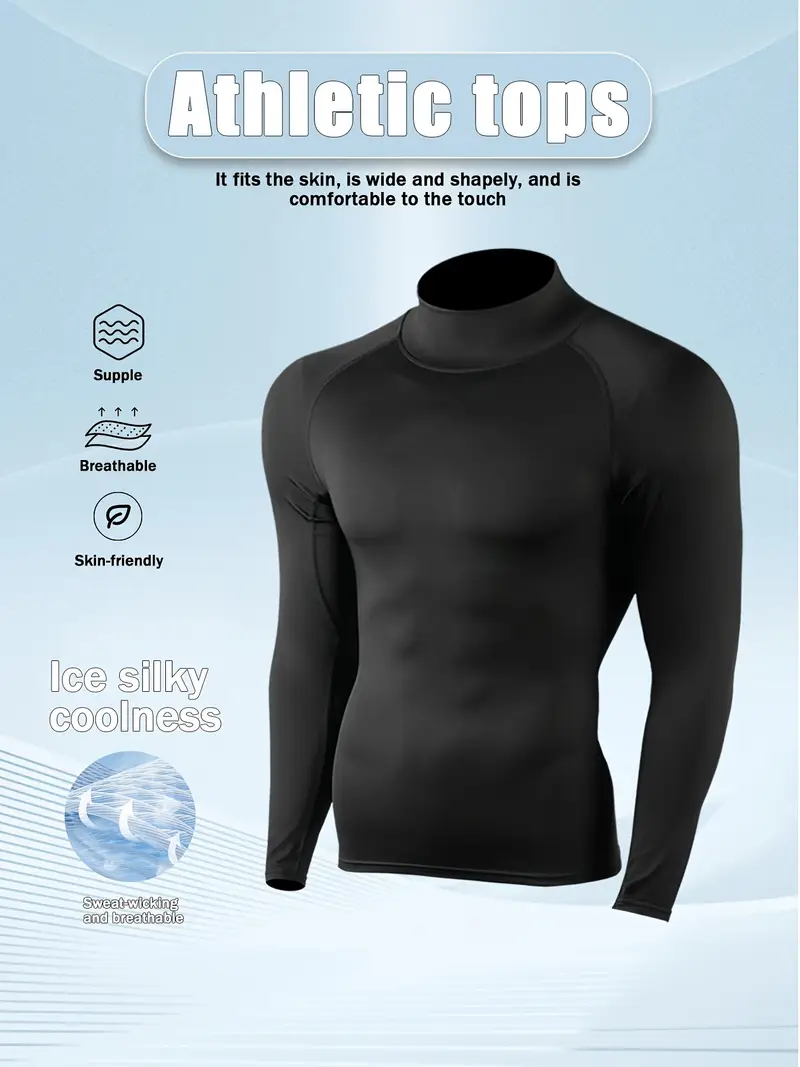 Athletic tops
It fits the skin, is wide and shapely, and is
comfortable to the touch
Supple
Breathable
Skin-friendly
Ice silky
coolness
Sweat-wicking
and breathable